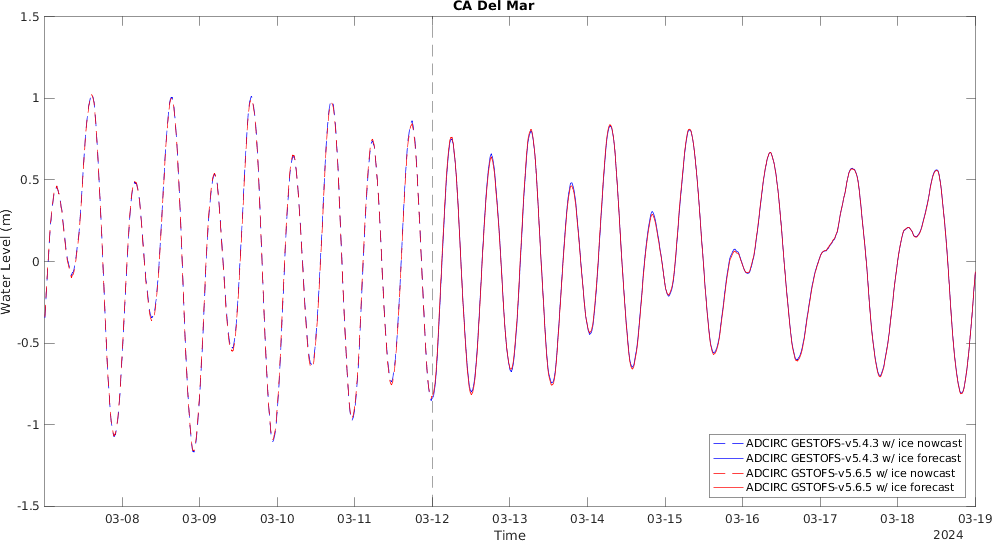 CA Del Mar
1.5
1
0.5
0
-0.5
-1
-1.5
Water Level (m)
03-08 03-09 03-10 03-11 03-12 03-13 03-14 03-15 03-16 03-17 03-18 03-19
Time
2024
ADCIRC GESTOFS-v5.4.3 w/ ice nowcast
ADCIRC GESTOFS-v5.4.3 w/ ice forecast
ADCIRC GSTOFS-v5.6.5 w/ ice nowcast
ADCIRC GSTOFS-v5.6.5 w/ ice forecast